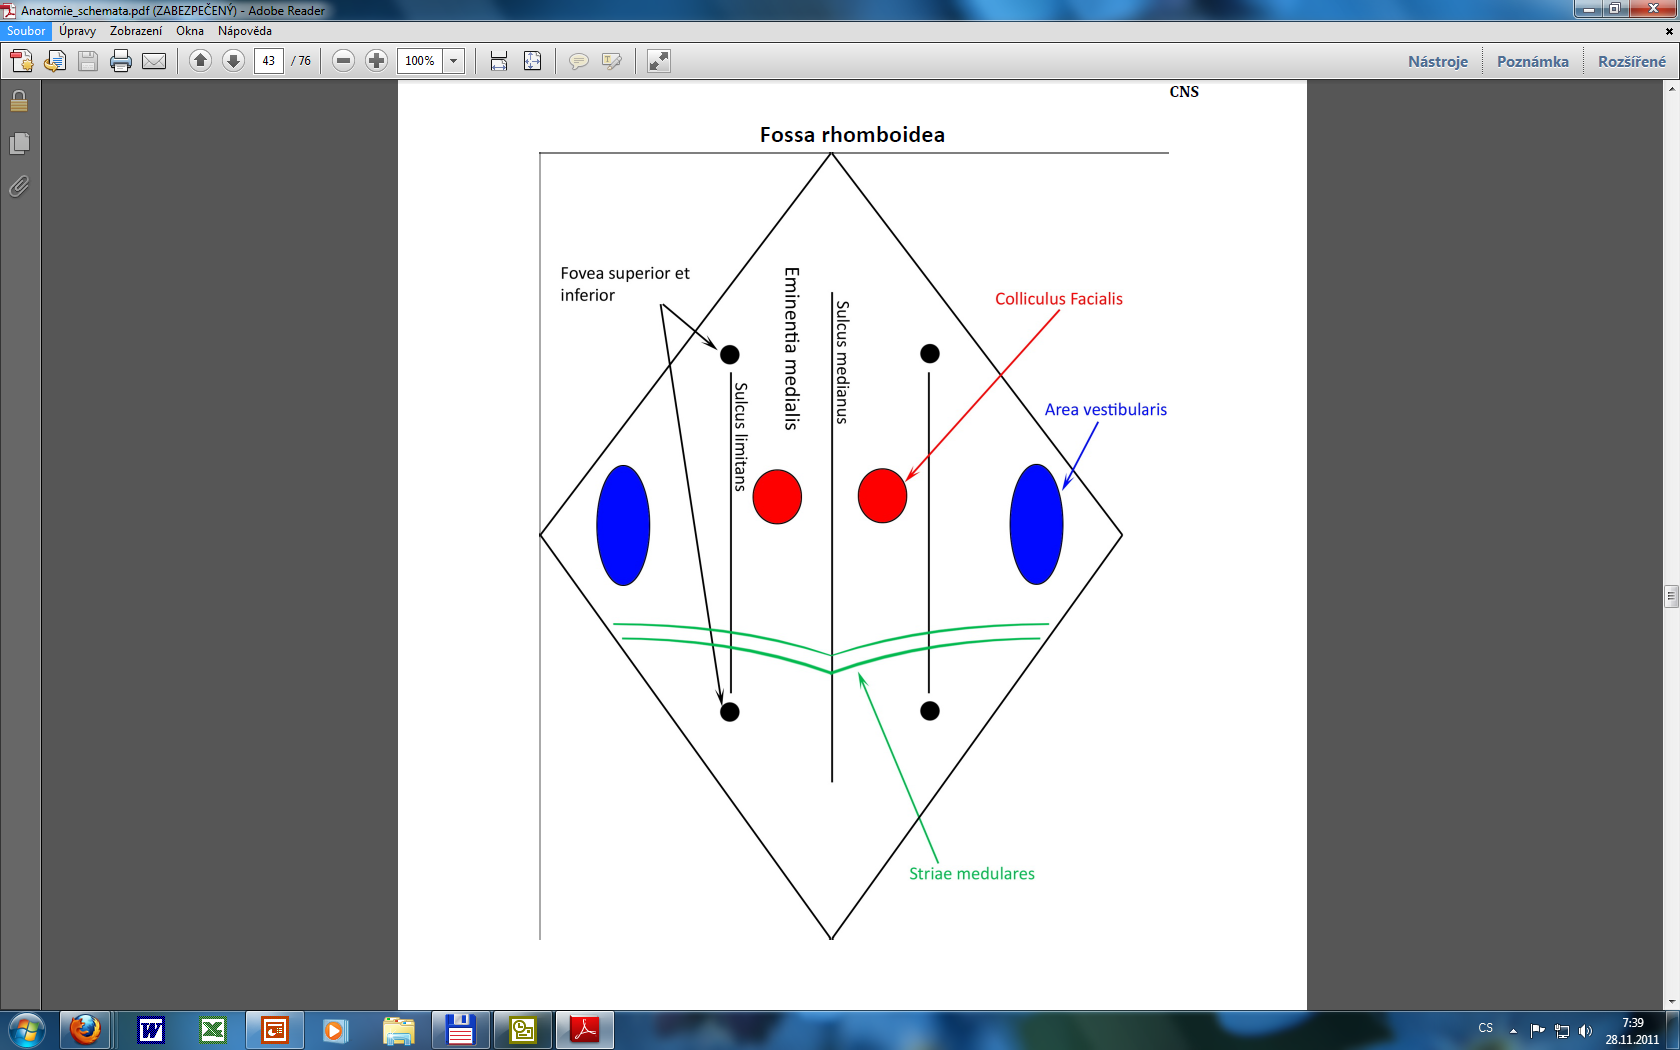 Anatomie_schemata.pdf (ZABEZPEČENÝ) - Adobe Reader
Soubor Úpravy Zobrazení Okna Nápověda
43 / 76 100% Nástroje Poznámka Rozšířené
CNS
Fossa rhomboidea
Fovea superior et
inferior
Eminentia medialis
Sulcus medianus
Sulcus limitans
Colliculus Facialis
Area vestibularis
Striae medulares
CS
7:39
28.11.2011